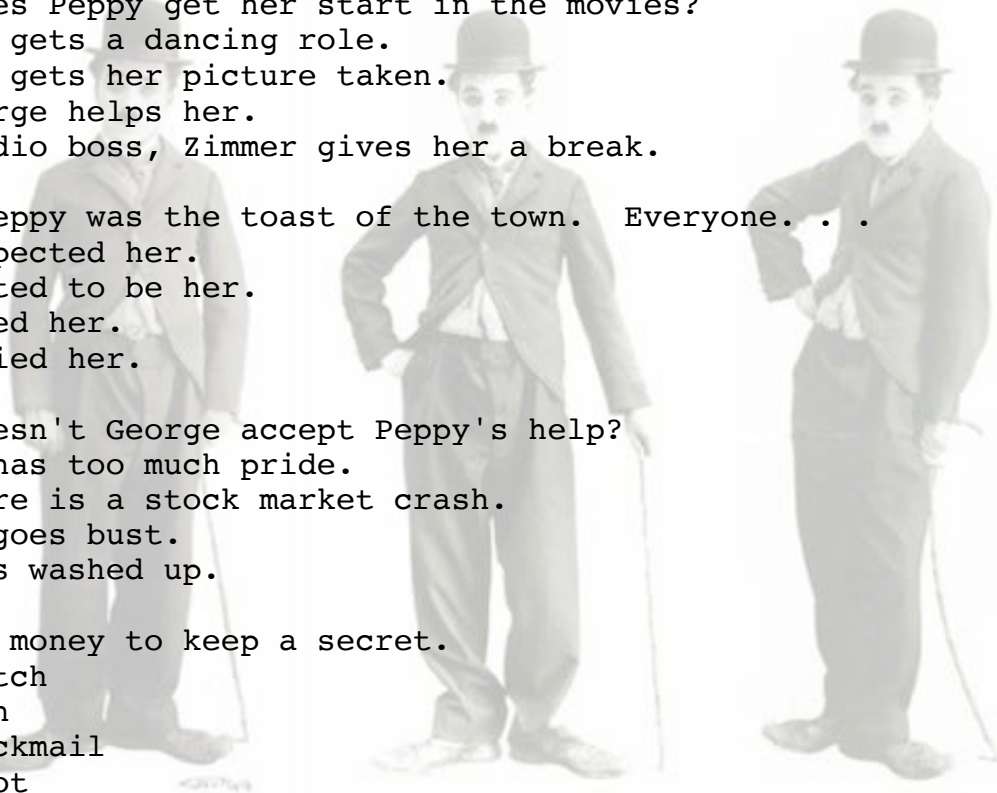 es Peppy get her start in the movies?
gets a dancing role.
gets her picture taken.
rge helps her.
dio boss, Zimmer gives her a break.
eppy was the toast of the town. Everyone. . .
pected her.
ted to be her.
ed her.
ied her.
esn't George accept Peppy's help?
has too much pride.
re is a stock market crash.
goes bust.
s washed up.
money to keep a secret.
tch
n
ckmail
ot